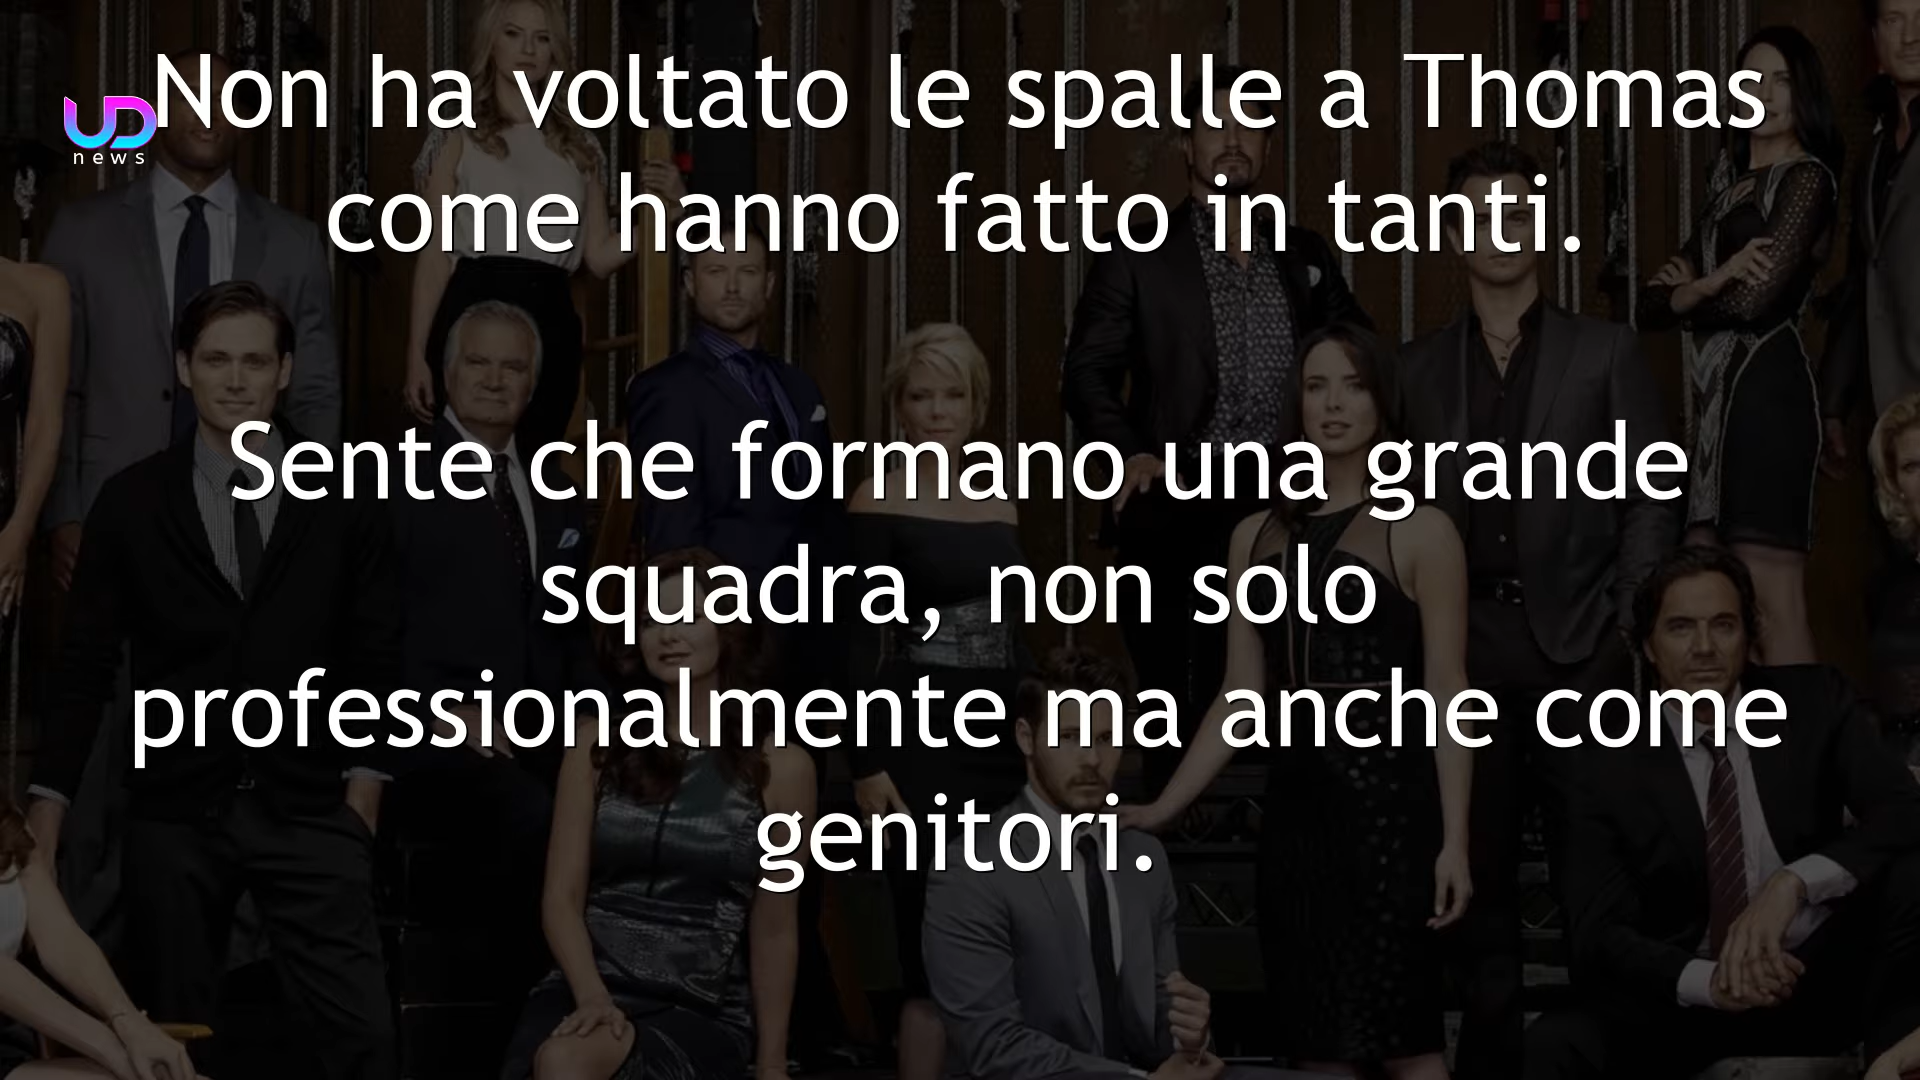 Non ha voltato le spalle a Thomas
UD
news
come hanno fatto in tanti.
Sente che formano una grande
squadra, non solo
professionalmente ma anche come
genitori.